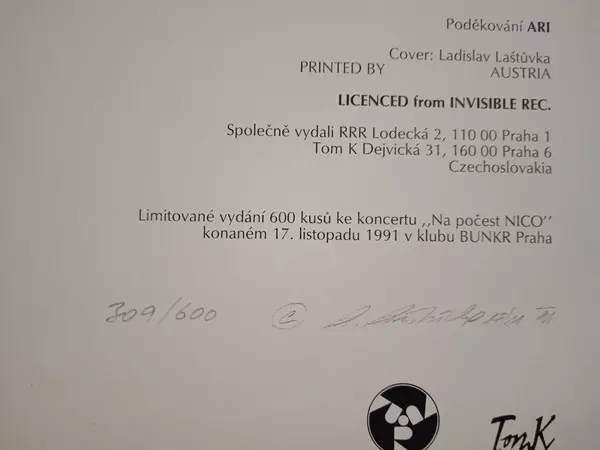 Poděkování ARI
Cover: Ladislav Laštůvka
PRINTED BY AUSTRIA
LICENCED from INVISIBLE REC.
Společně vydali RRR Lodecká 2, 110 00 Praha 1
Tom K Dejvická 31, 160 00 Praha 6
Czechoslovakia
Limitované vydání 600 kusů ke koncertu ,,Na počest NICO''
konaném 17. listopadu 1991 v klubu BUNKR Praha
309/600 ©
Tom K